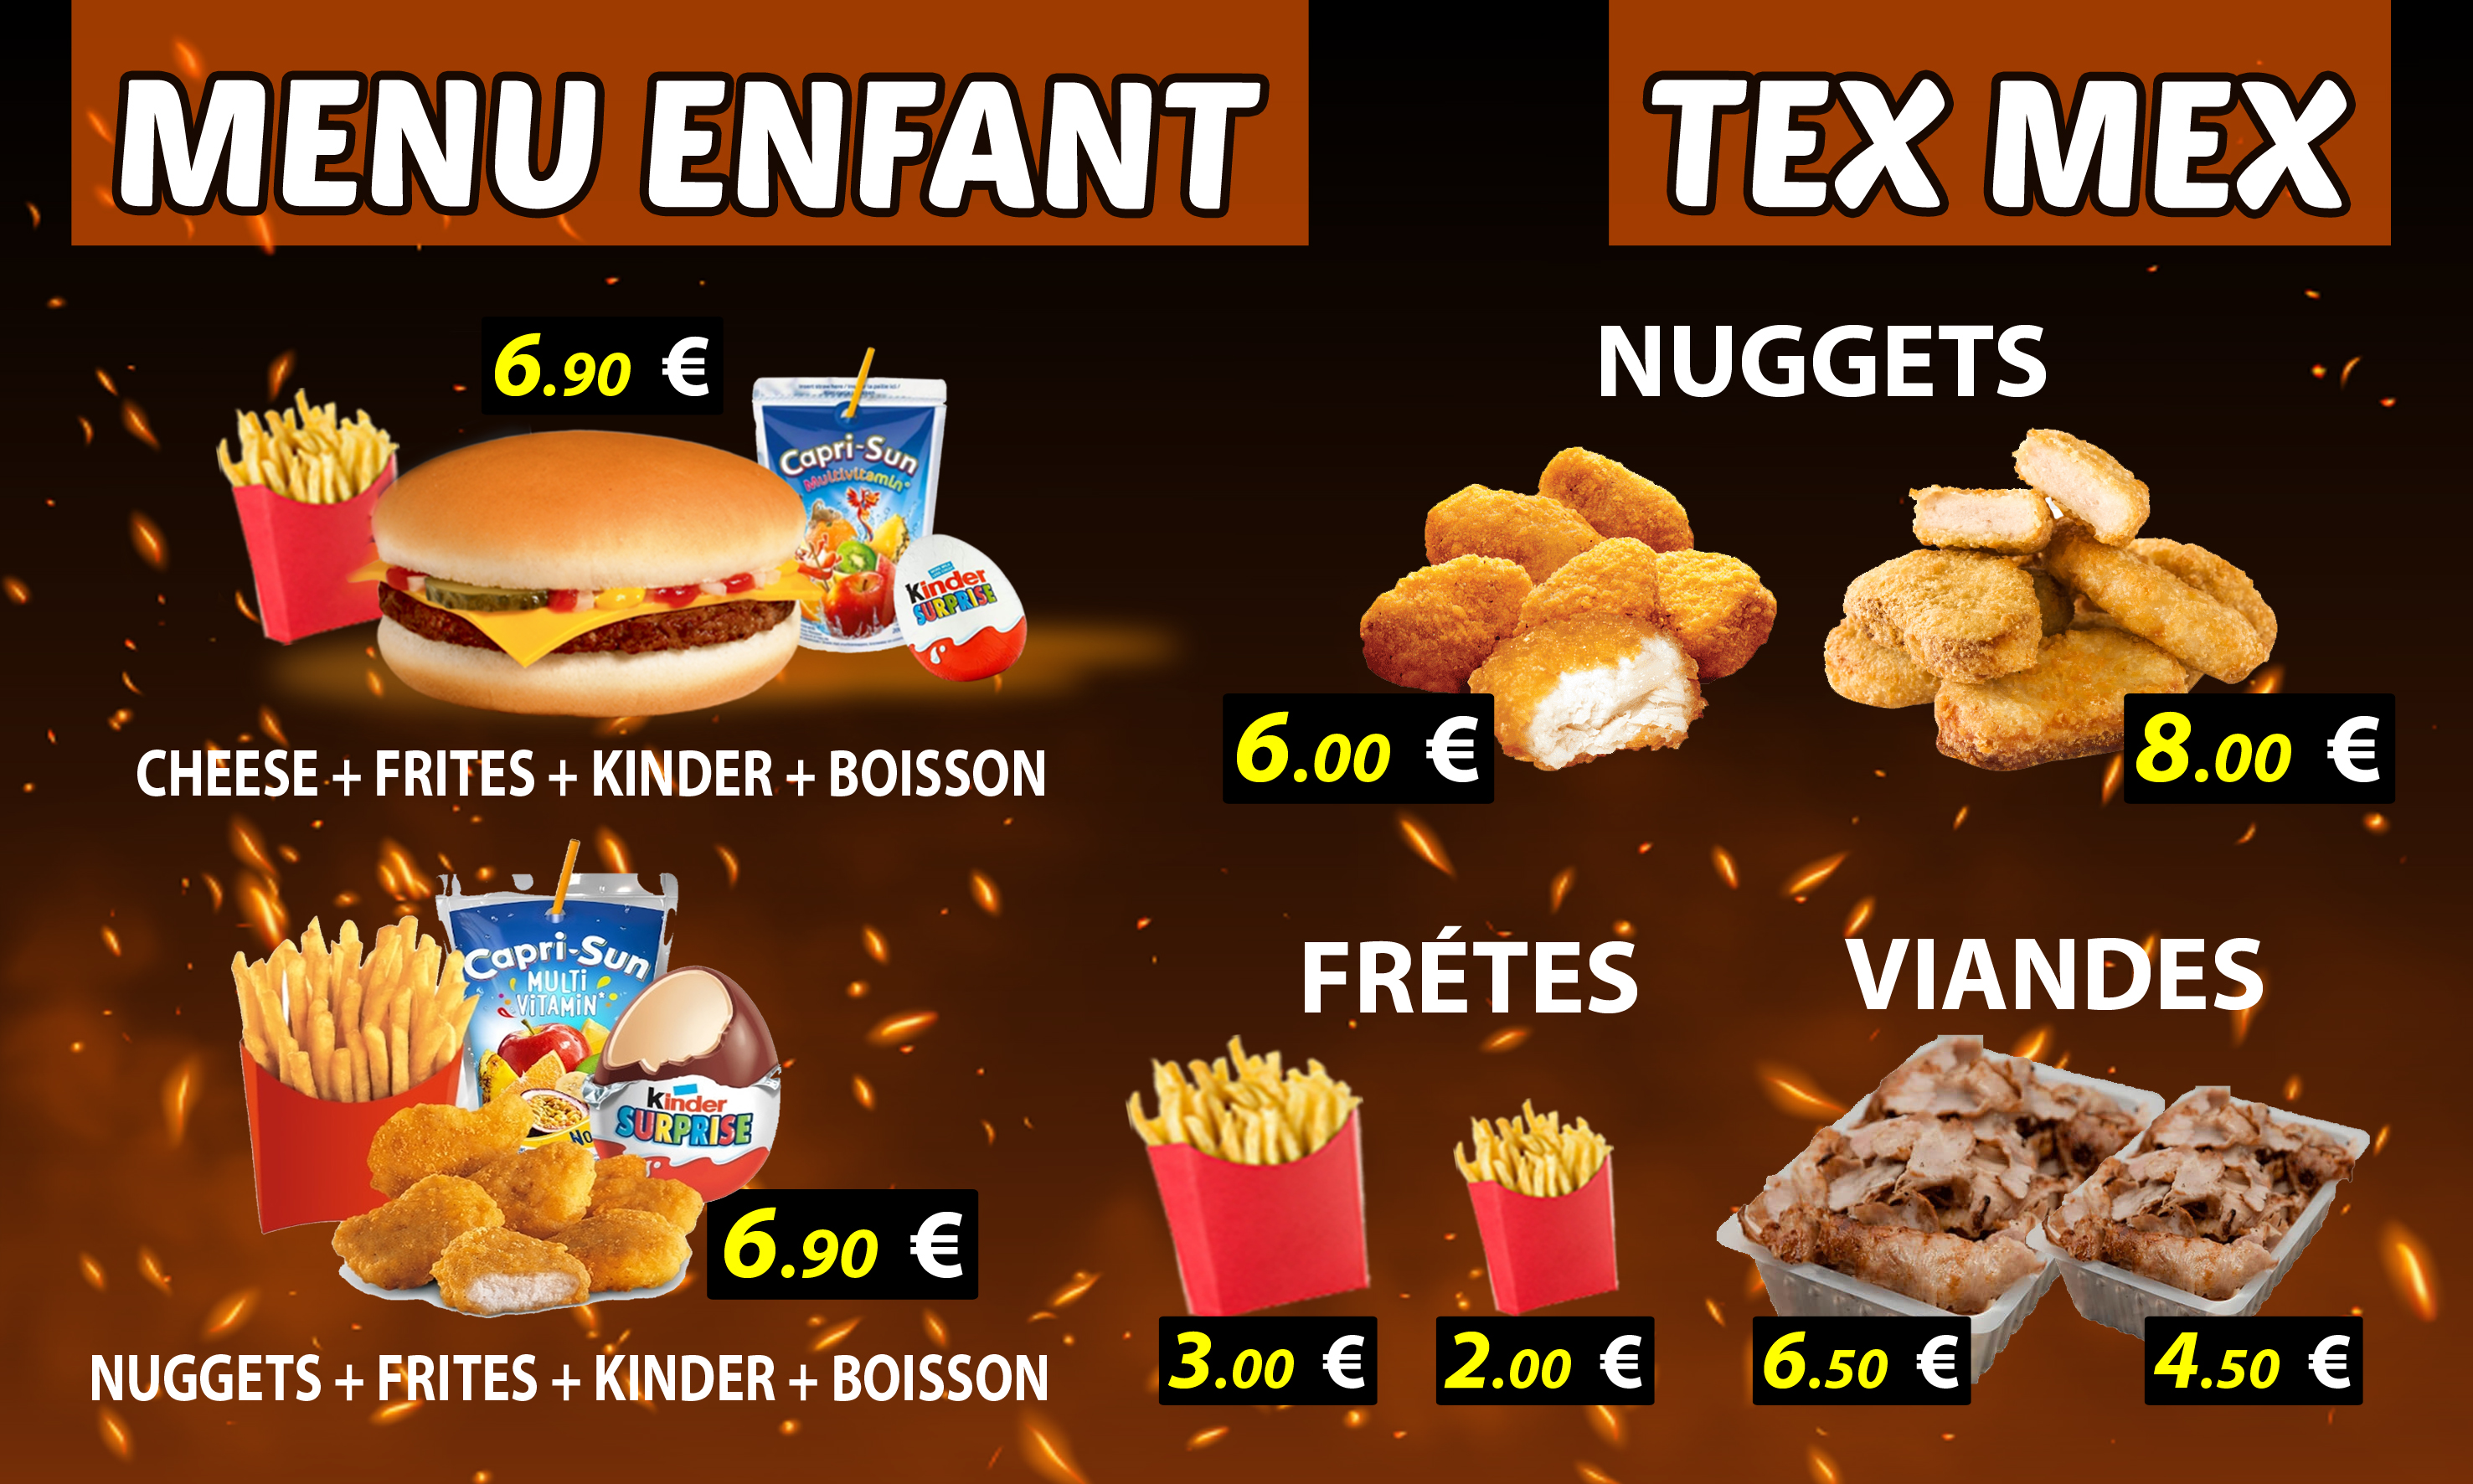 MENU ENFANT
6.90 €
Capri-Sun
Multivitamin
Kinder
SURPRISE
CHEESE + FRITES + KINDER + BOISSON
Capri-Sun
MULTI
VITAMIN*
Kinder
SURPRISE
6.90 €
NUGGETS + FRITES + KINDER + BOISSON
TEX MEX
NUGGETS
6.00 €
8.00 €
FRÉTES
3.00 €
2.00 €
VIANDES
6.50 €
4.50 €